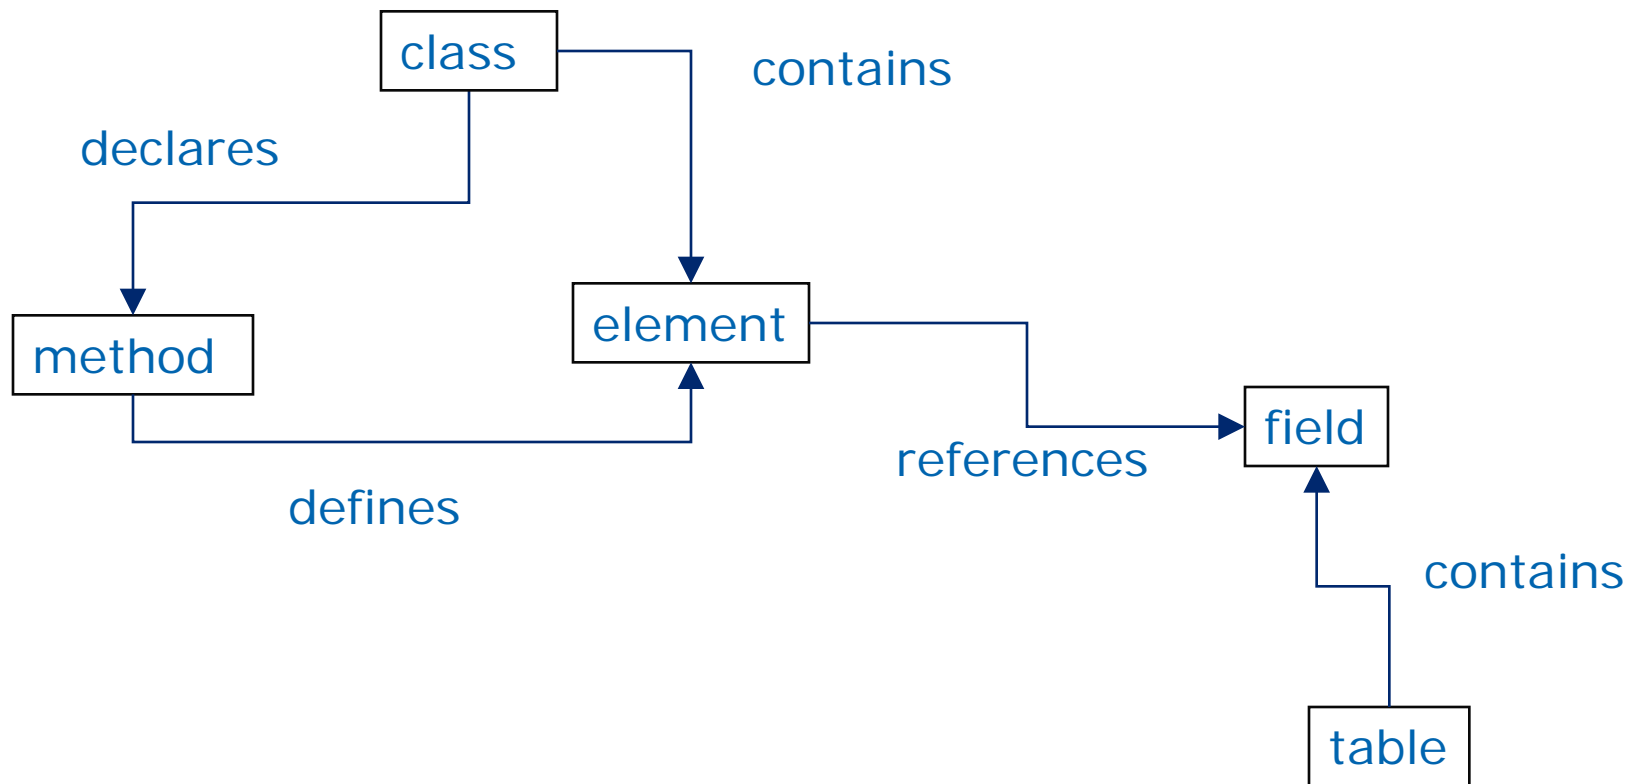 class
contains
declares
element
method
field
references
defines
contains
table